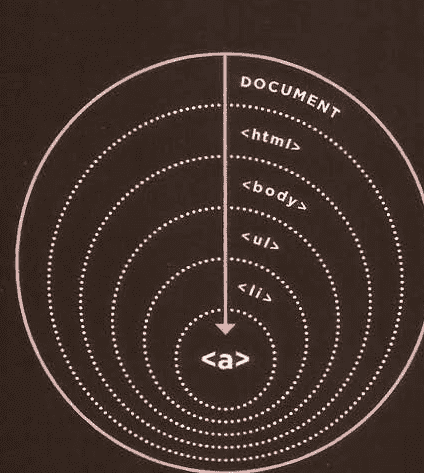 DOCUMENT
<html>
<body>
<ul>
<li>
<a>